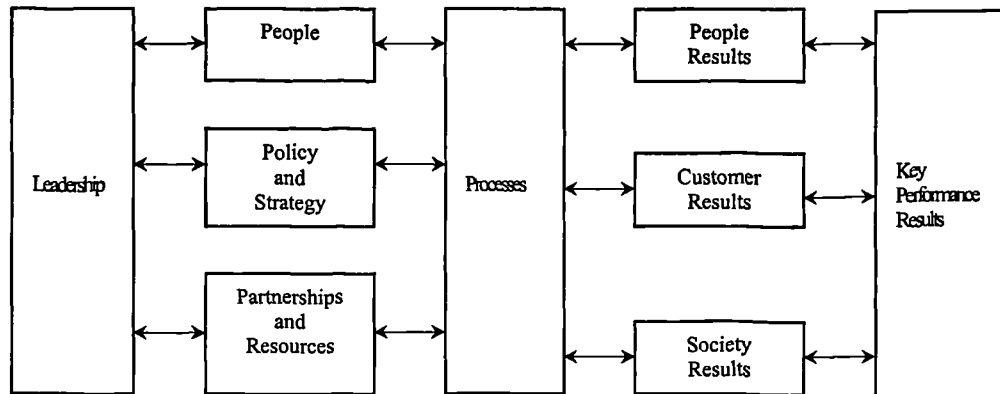 Leadership
People
Policy
and
Strategy
Partnerships
and
Resources
Processes
People
Results
Customer
Results
Society
Results
Key
Performance
Results